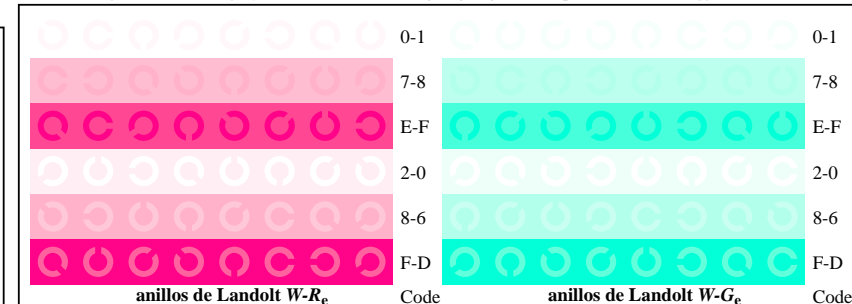 0-1 0-1
7-8 7-8
E-F E-F
2-0 2-0
8-6 8-6
F-D F-D
anillos de Landolt W-Re Code anillos de Landolt W-Ge Code